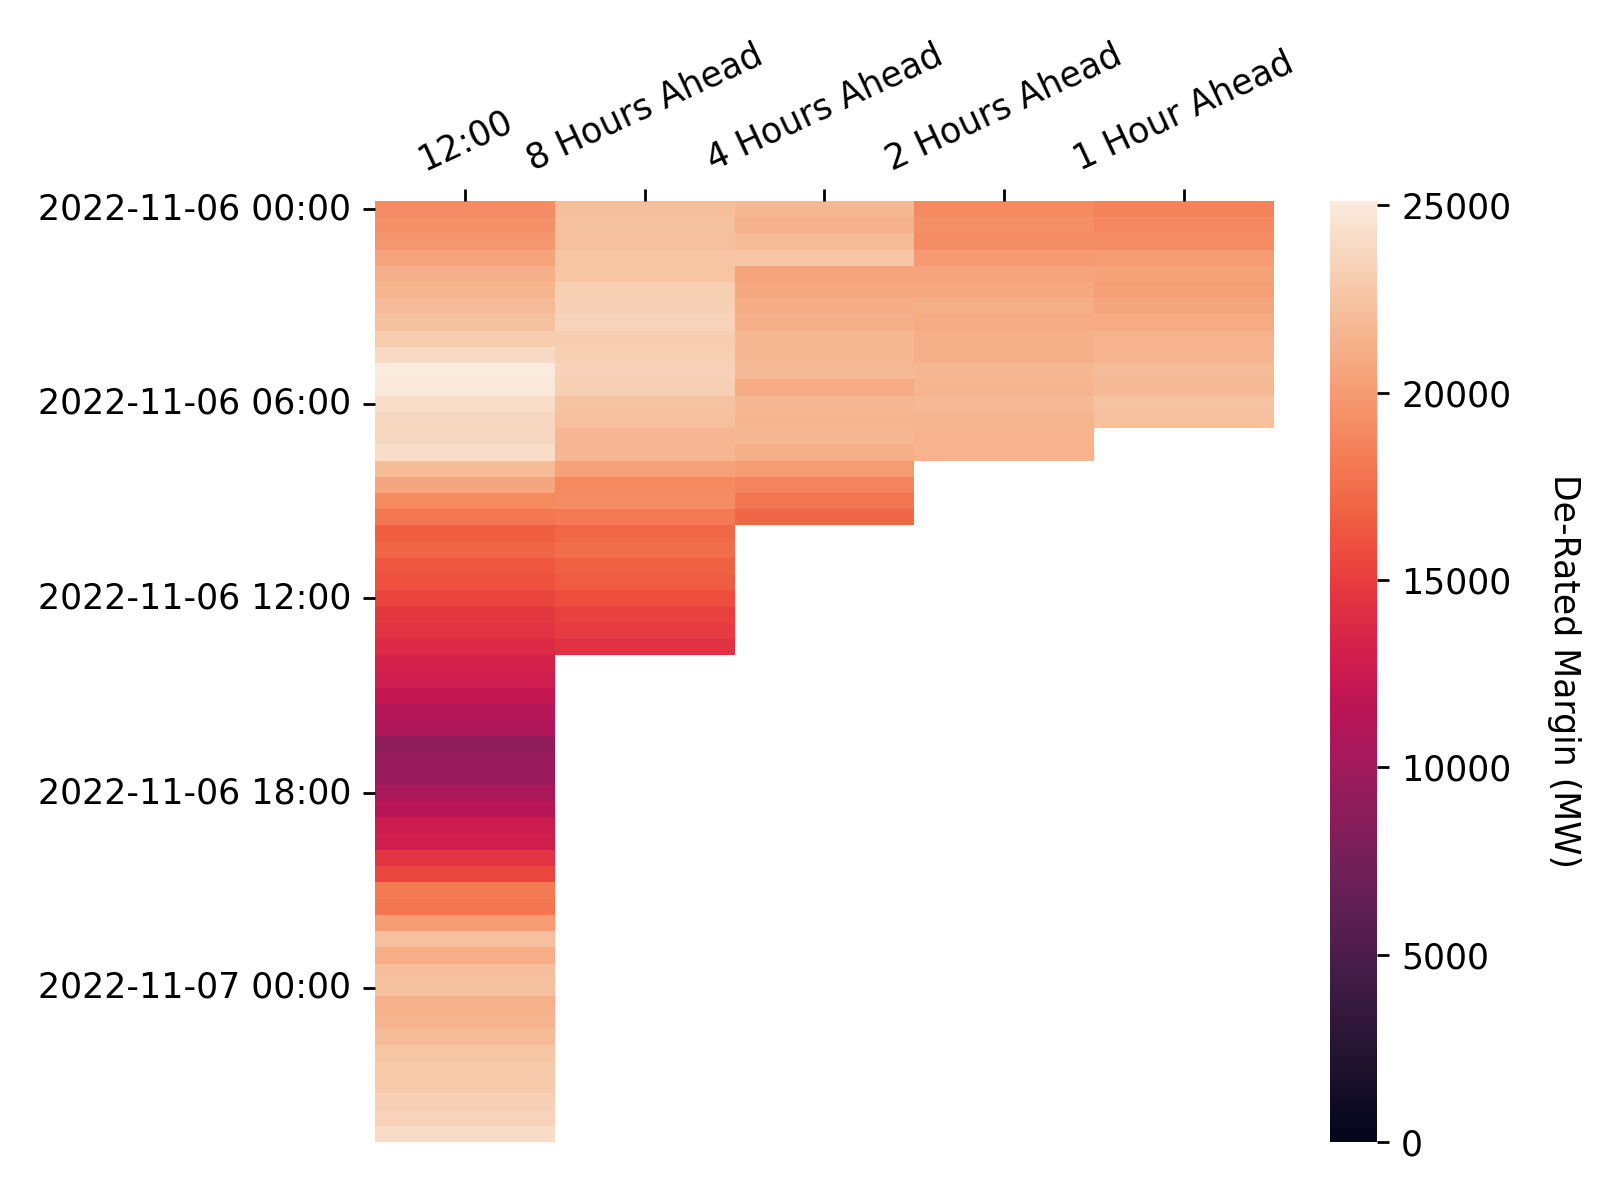 12:00
8 Hours Ahead
4 Hours Ahead
2 Hours Ahead
1 Hour Ahead
2022-11-06 00:00
2022-11-06 06:00
2022-11-06 12:00
2022-11-06 18:00
2022-11-07 00:00
25000
20000
15000
10000
5000
0
De-Rated Margin (MW)